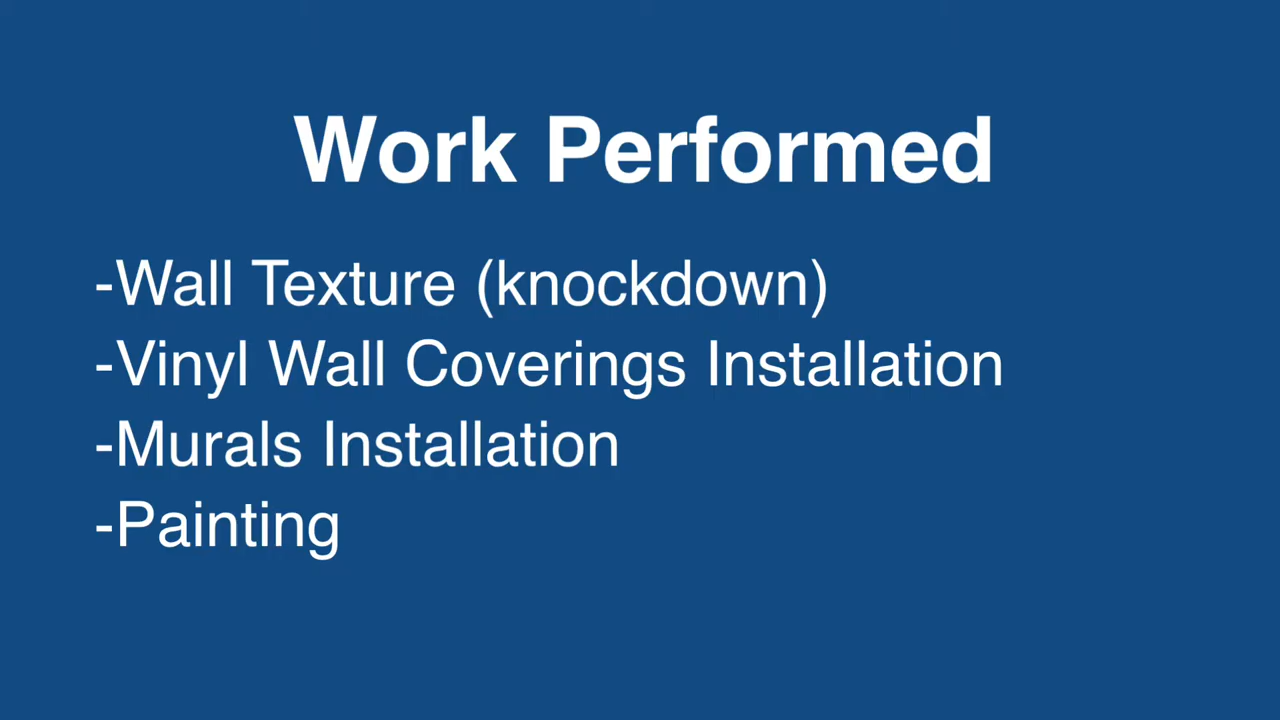 Work Performed
-Wall Texture (knockdown)
-Vinyl Wall Coverings Installation
-Murals Installation
-Painting